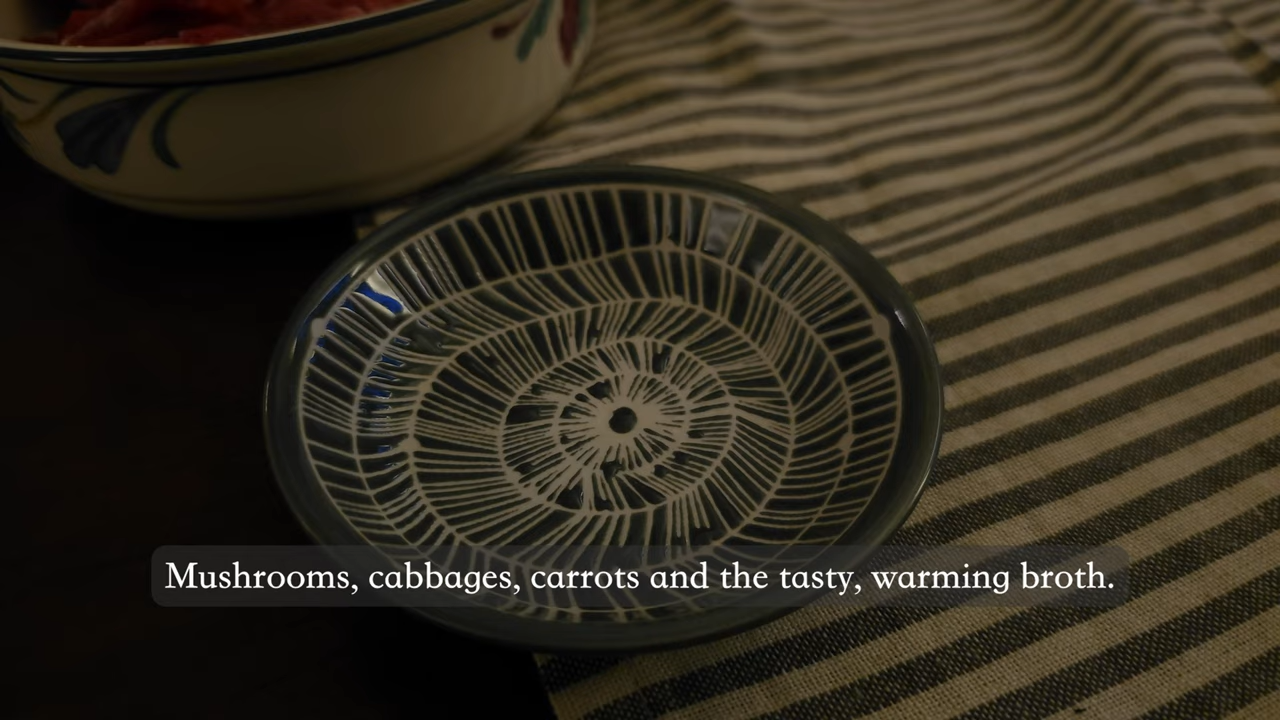 Mushrooms, cabbages, carrots and the tasty, warming broth.